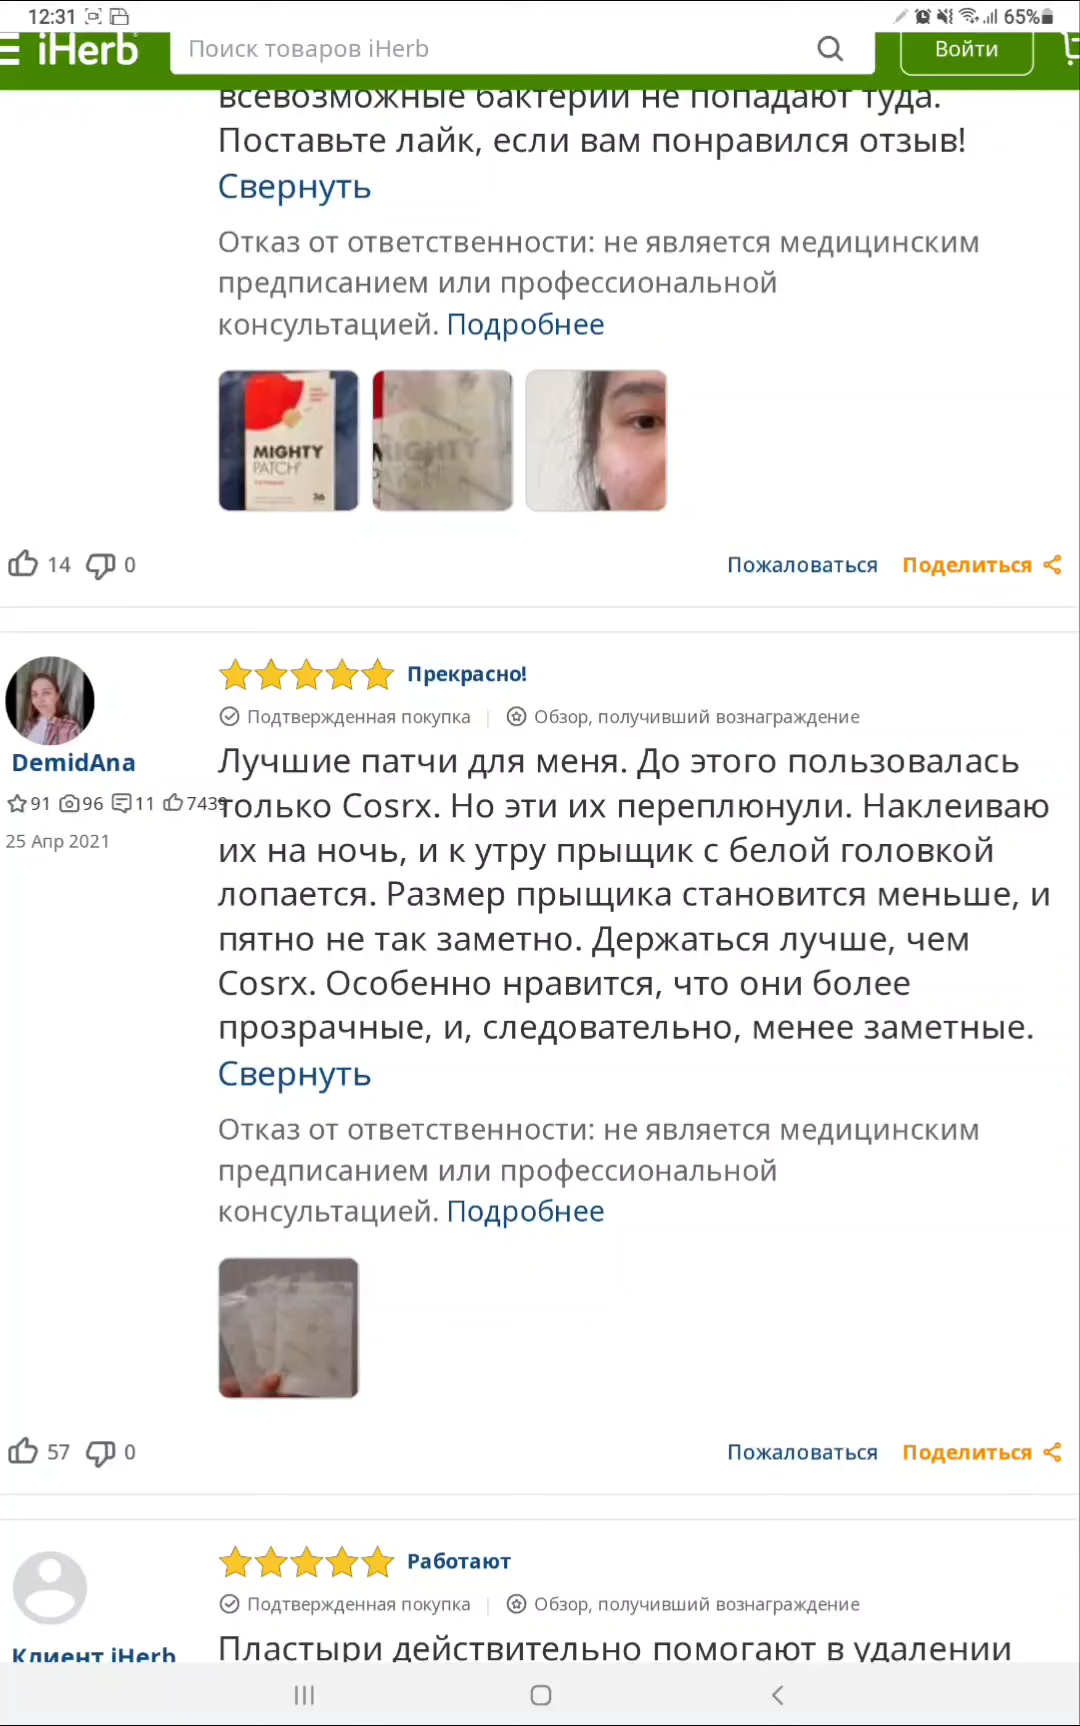 12:31 65%
iHerb Поиск товаров iHerb Войти
всевозможные бактерии не попадают туда.
Поставьте лайк, если вам понравился отзыв!
Свернуть
Отказ от ответственности: не является медицинским
предписанием или профессиональной
консультацией. Подробнее
MIGHTY
PATCH
36
MIGHTY
14 0 Пожаловаться Поделиться
Прекрасно!
Подтвержденная покупка | Обзор, получивший вознаграждение
DemidAna
91 96 11 7439
25 Апр 2021
Лучшие патчи для меня. До этого пользовалась
только Cosrx. Но эти их переплюнули. Наклеиваю
их на ночь, и к утру прыщик с белой головкой
лопается. Размер прыщика становится меньше, и
пятно не так заметно. Держаться лучше, чем
Cosrx. Особенно нравится, что они более
прозрачные, и, следовательно, менее заметные.
Свернуть
Отказ от ответственности: не является медицинским
предписанием или профессиональной
консультацией. Подробнее
57 0 Пожаловаться Поделиться
Работают
Подтвержденная покупка | Обзор, получивший вознаграждение
Клиент iHerb
Пластыри действительно помогают в удалении